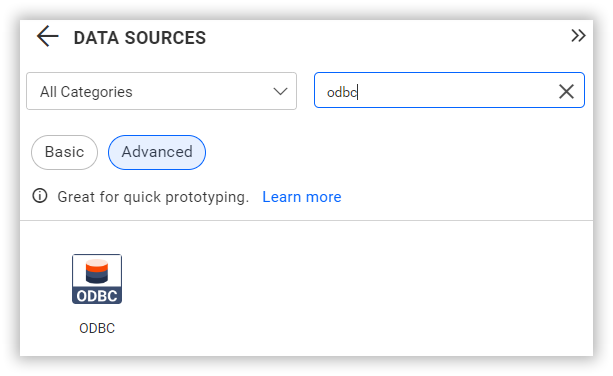 DATA SOURCES
All Categories
odbc
Basic
Advanced
Great for quick prototyping. Learn more
ODBC
ODBC